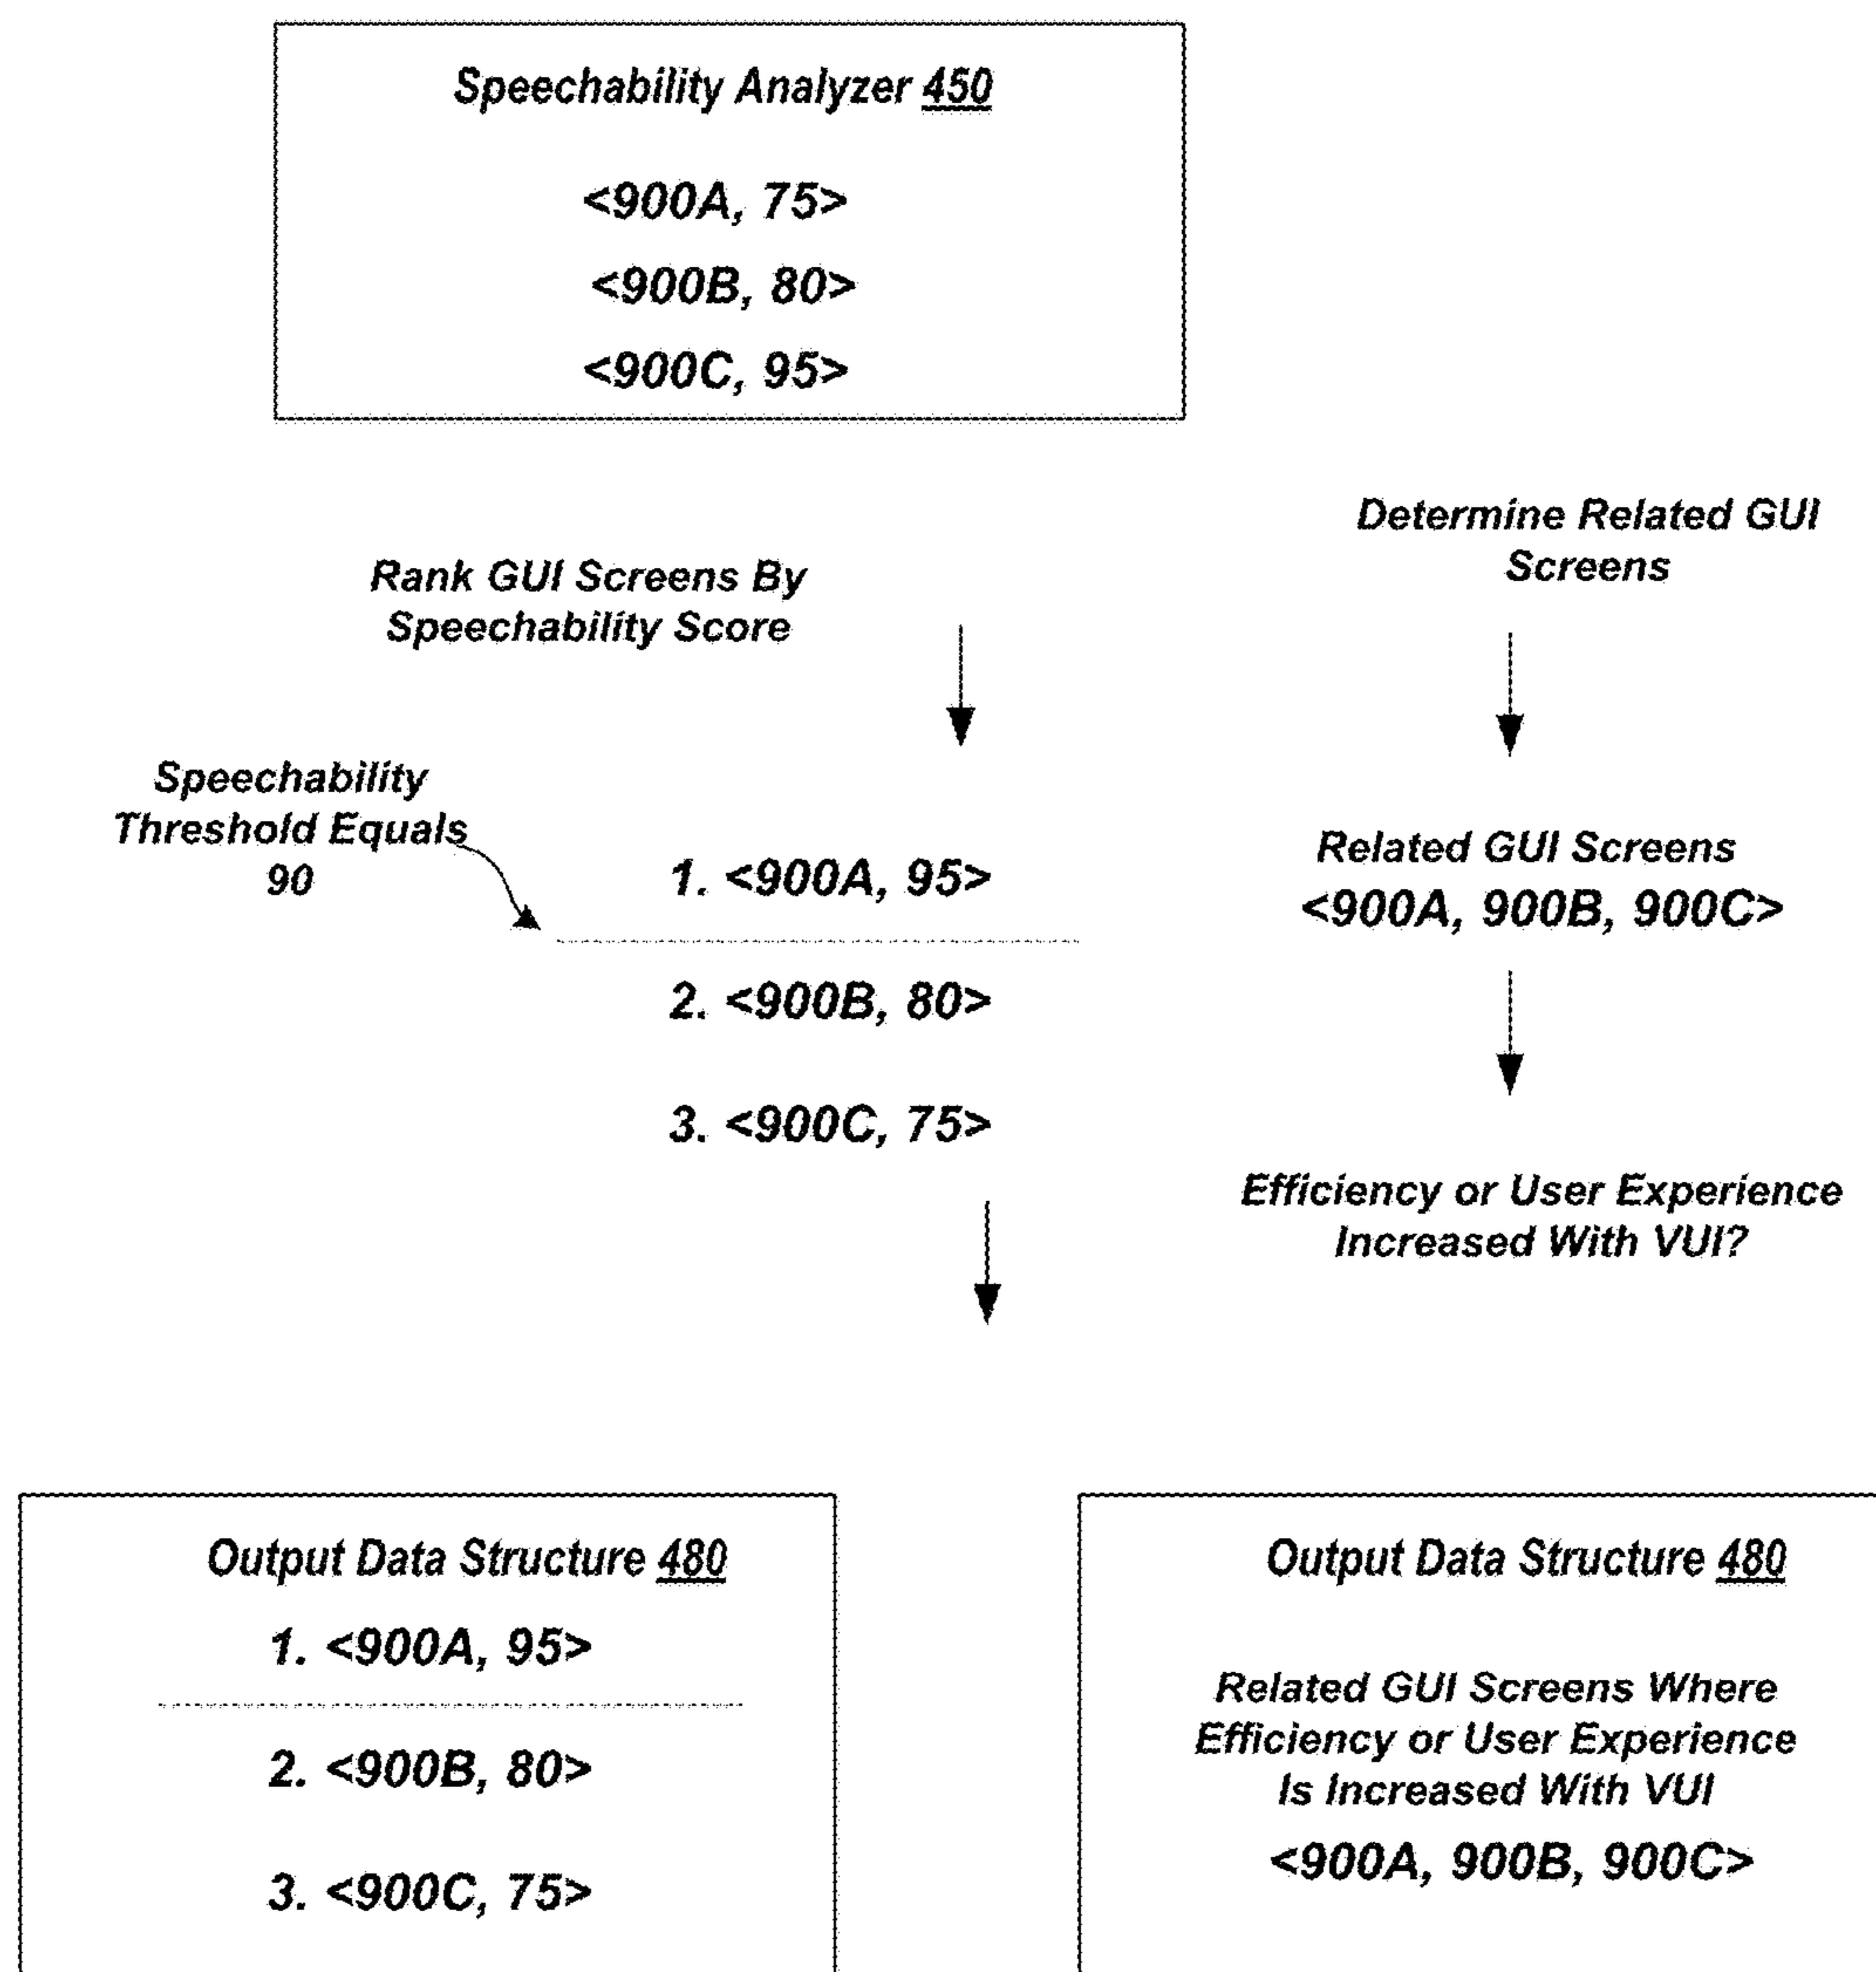 Speechability Analyzer 450
<900A, 75>
<900B, 80>
<900C, 95>
Rank GUI Screens By
Speechability Score
Determine Related GUI
Screens
Speechability
Threshold Equals
90
1. <900A, 95>
2. <900B, 80>
3. <900C, 75>
Related GUI Screens
<900A, 900B, 900C>
Efficiency or User Experience
Increased With VUI?
Output Data Structure 480
1. <900A, 95>
2. <900B, 80>
3. <900C, 75>
Output Data Structure 480
Related GUI Screens Where
Efficiency or User Experience
Is Increased With VUI
<900A, 900B, 900C>